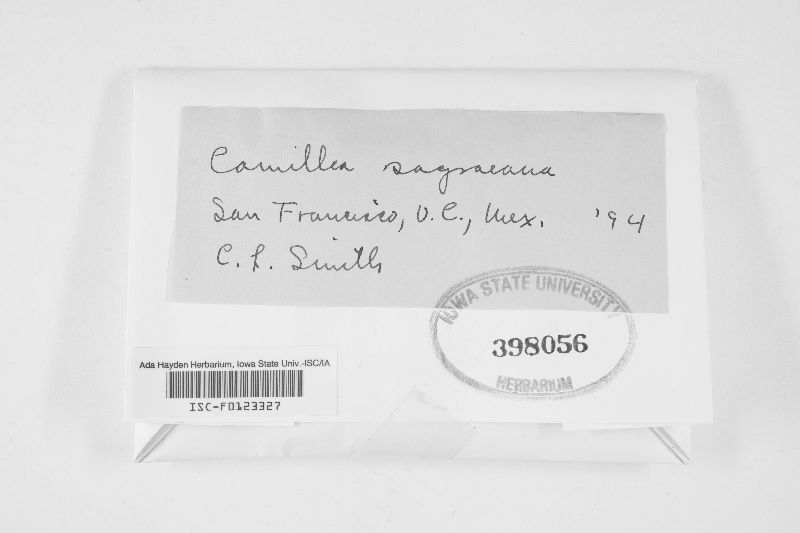 Camillea sagraeana
San Francisco, V.C., Mex. '94
C. L. Smith
IOWA STATE UNIVERSITY
398056
HERBARIUM
Ada Hayden Herbarium, Iowa State Univ.-ISC/IA
ISC-F0123327